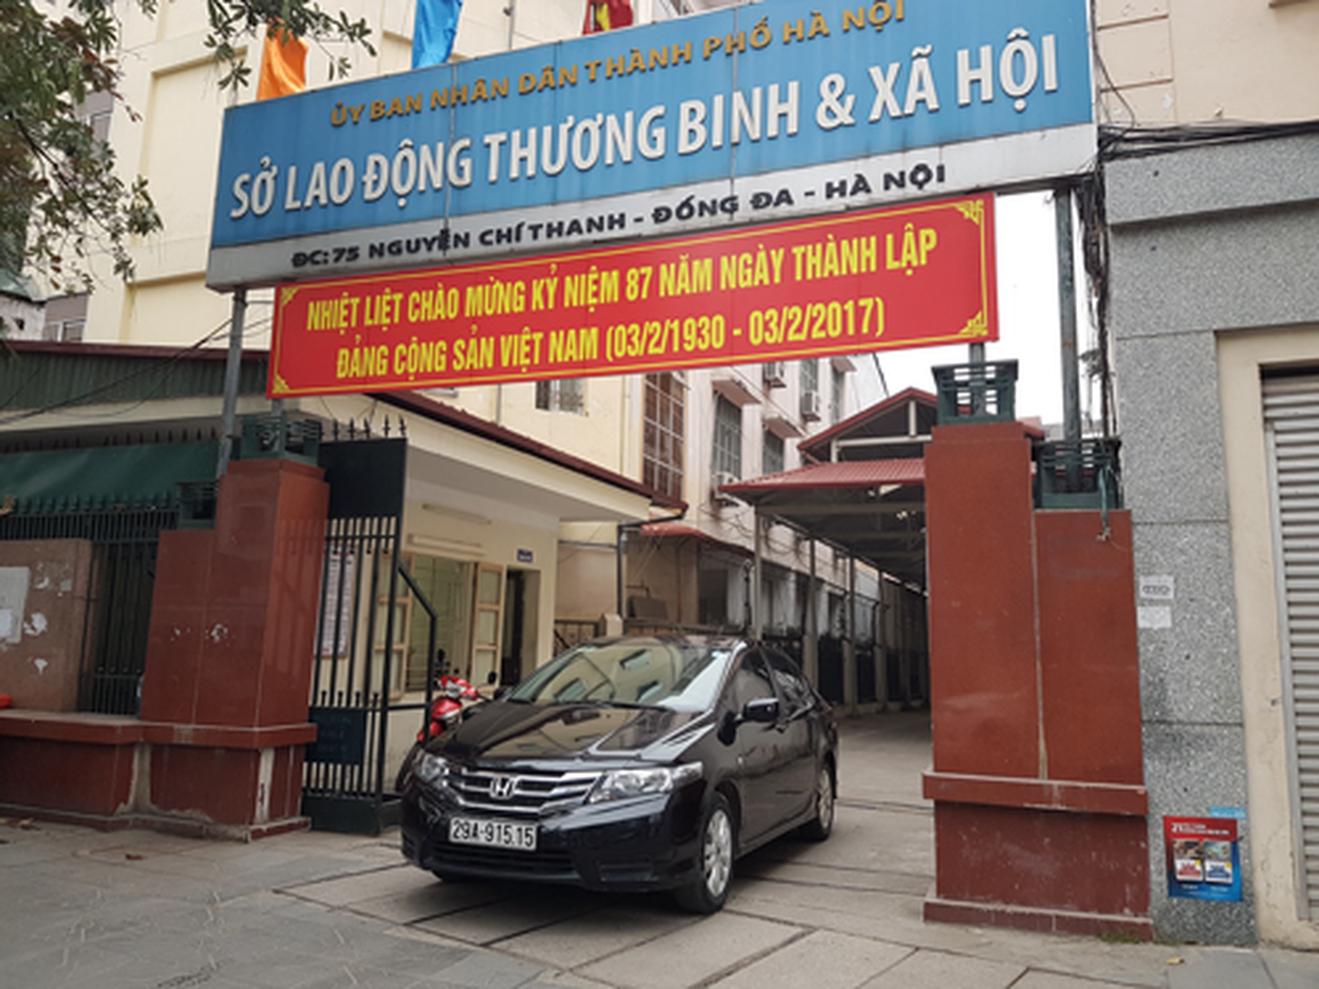 ỦY BAN NHÂN DÂN THÀNH PHỐ HÀ NỘI
SỞ LAO ĐỘNG THƯƠNG BINH & XÃ HỘI
ĐC: 75 NGUYỄN CHÍ THANH - ĐỐNG ĐA - HÀ NỘI
NHIỆT LIỆT CHÀO MỪNG KỶ NIỆM 87 NĂM NGÀY THÀNH LẬP
ĐẢNG CỘNG SẢN VIỆT NAM (03/2/1930 - 03/2/2017)
29A-915.15